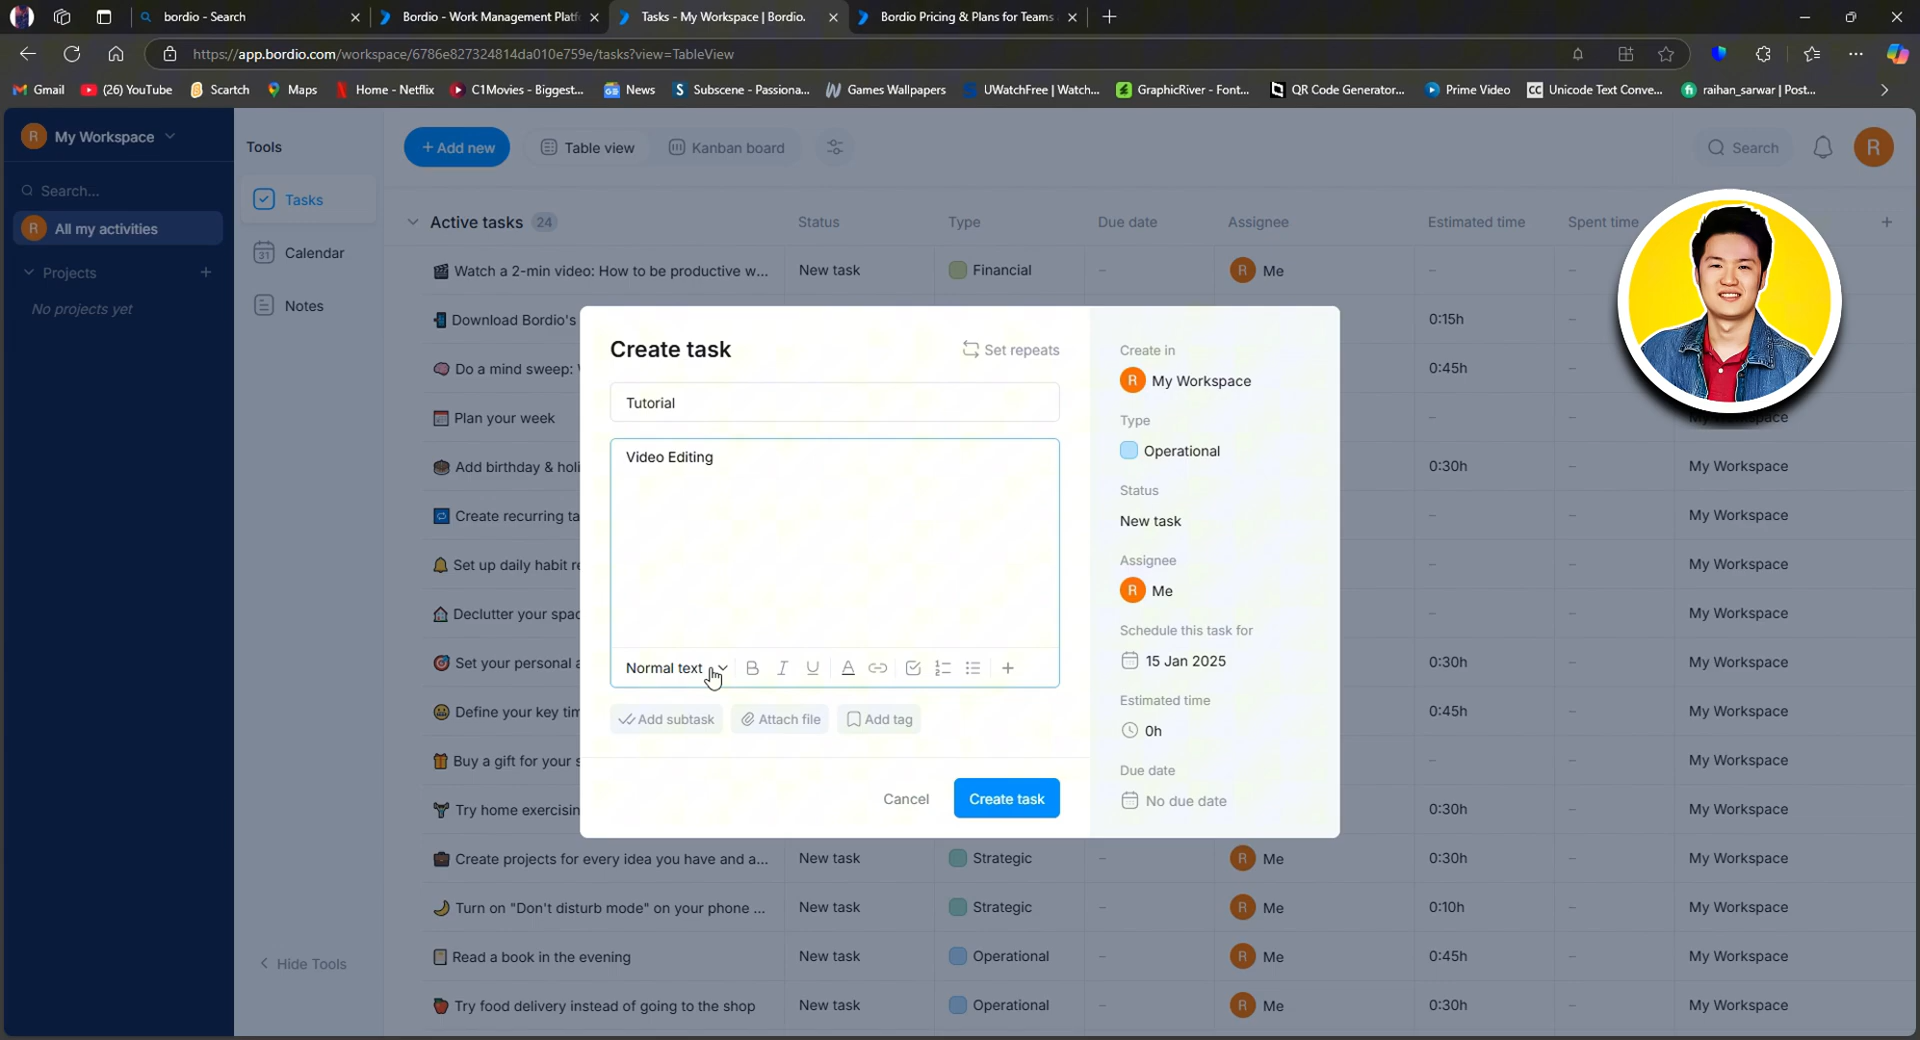 bordio - Search
Bordio - Work Management Platf
Tasks - My Workspace | Bordio.
Bordio Pricing & Plans for Teams
https://app.bordio.com/workspace/6786e827324814da010e759e/tasks?view=TableView
Gmail
(26) YouTube
Scartch
Maps
Home - Netflix
C1Movies - Biggest...
News
Subscene - Passiona...
Games Wallpapers
UWatchFree | Watch...
GraphicRiver - Font...
QR Code Generator...
Prime Video
Unicode Text Conve...
raihan_sarwar | Post...
R My Workspace
Search...
R All my activities
Projects +
No projects yet
Tools
Tasks
31 Calendar
Notes
Hide Tools
+ Add new
Table view
Kanban board
Search
R
Active tasks 24 Status Type Due date Assignee Estimated time Spent time +
Watch a 2-min video: How to be productive w... New task Financial – R Me – –
Download Bordio's 0:15h –
Do a mind sweep: 0:45h –
Plan your week – –
Add birthday & holi 0:30h – My Workspace
Create recurring ta – – My Workspace
Set up daily habit re – – My Workspace
Declutter your spac – – My Workspace
Set your personal 0:30h – My Workspace
Define your key tim 0:45h – My Workspace
Buy a gift for your s – – My Workspace
Try home exercisin 0:30h – My Workspace
Create projects for every idea you have and a... New task Strategic – R Me 0:30h – My Workspace
Turn on "Don't disturb mode" on your phone ... New task Strategic – R Me 0:10h – My Workspace
Read a book in the evening New task Operational – R Me 0:45h – My Workspace
Try food delivery instead of going to the shop New task Operational – R Me 0:30h – My Workspace
Create task
Set repeats
Tutorial
Video Editing
Normal text B I U A
Add subtask
Attach file
Add tag
Cancel
Create task
Create in
R My Workspace
Type
Operational
Status
New task
Assignee
R Me
Schedule this task for
15 Jan 2025
Estimated time
0h
Due date
No due date